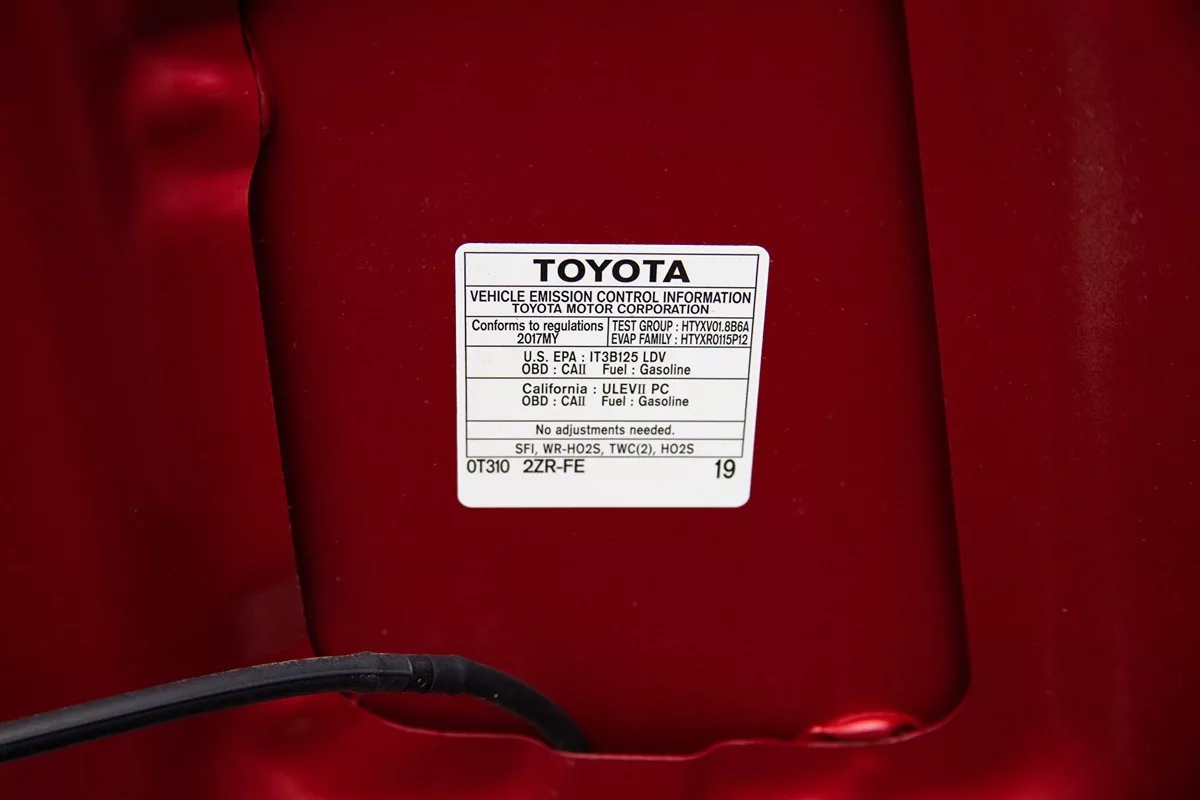 TOYOTA
VEHICLE EMISSION CONTROL INFORMATION
TOYOTA MOTOR CORPORATION
Conforms to regulations
2017MY
TEST GROUP : HTYXV01.8B6A
EVAP FAMILY : HTYXR0115P12
U.S. EPA : IT3B125 LDV
OBD : CAII Fuel : Gasoline
California : ULEVII PC
OBD : CAII Fuel : Gasoline
No adjustments needed.
SFI, WR-HO2S, TWC(2), HO2S
0T310 2ZR-FE 19